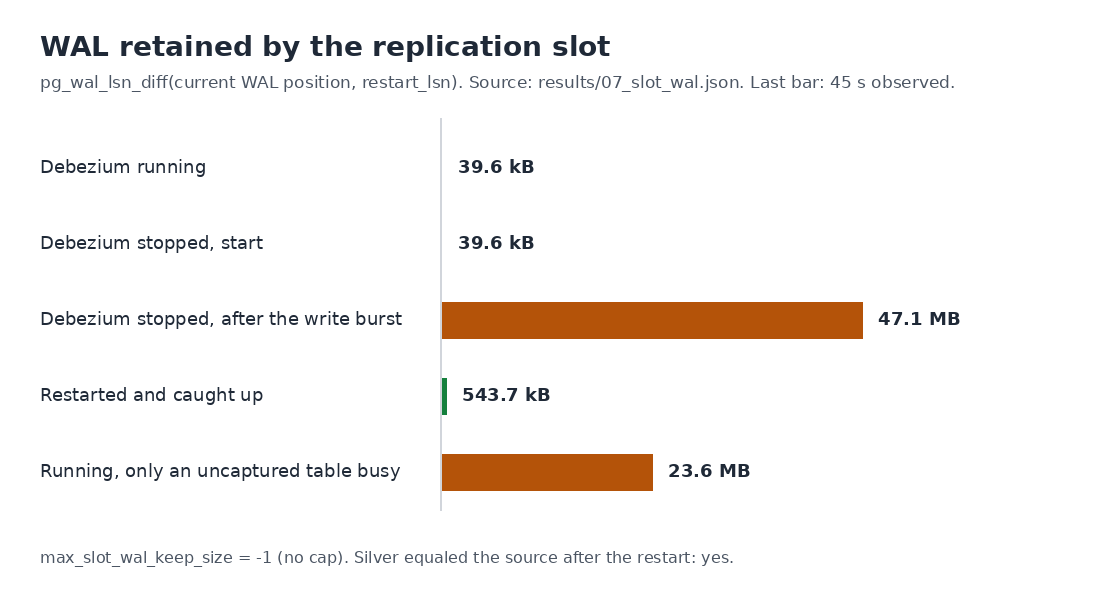 WAL retained by the replication slot
pg_wal_lsn_diff(current WAL position, restart_lsn). Source: results/07_slot_wal.json. Last bar: 45 s observed.
Debezium running 39.6 kB
Debezium stopped, start 39.6 kB
Debezium stopped, after the write burst 47.1 MB
Restarted and caught up 543.7 kB
Running, only an uncaptured table busy 23.6 MB
max_slot_wal_keep_size = -1 (no cap). Silver equaled the source after the restart: yes.